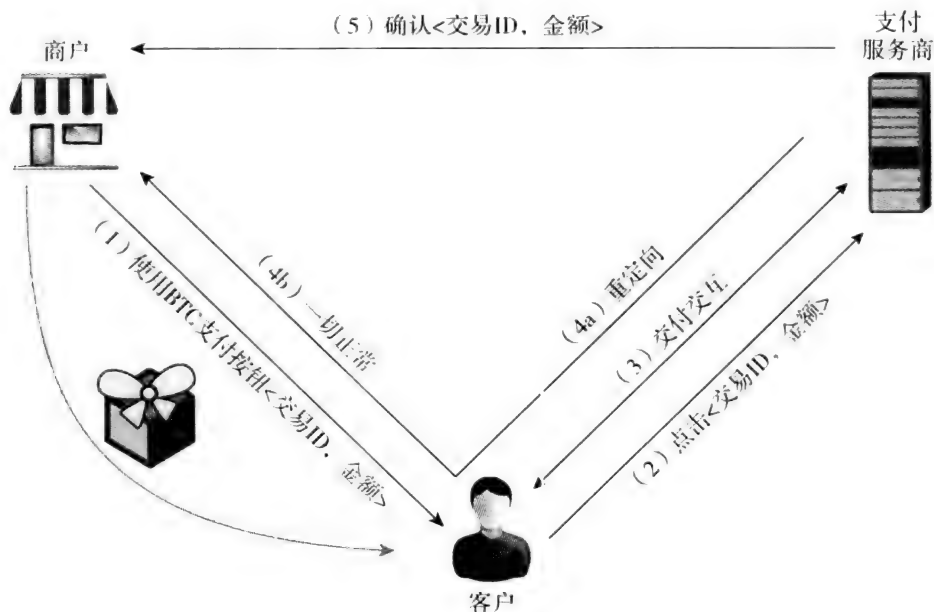 （5）确认<交易ID，金额>
商户
支付
服务商
（1）使用BTC支付按钮<交易ID，金额>
（4b）一切正常
（4a）重定向
（3）交付交互
（2）点击<交易ID，金额>
客户